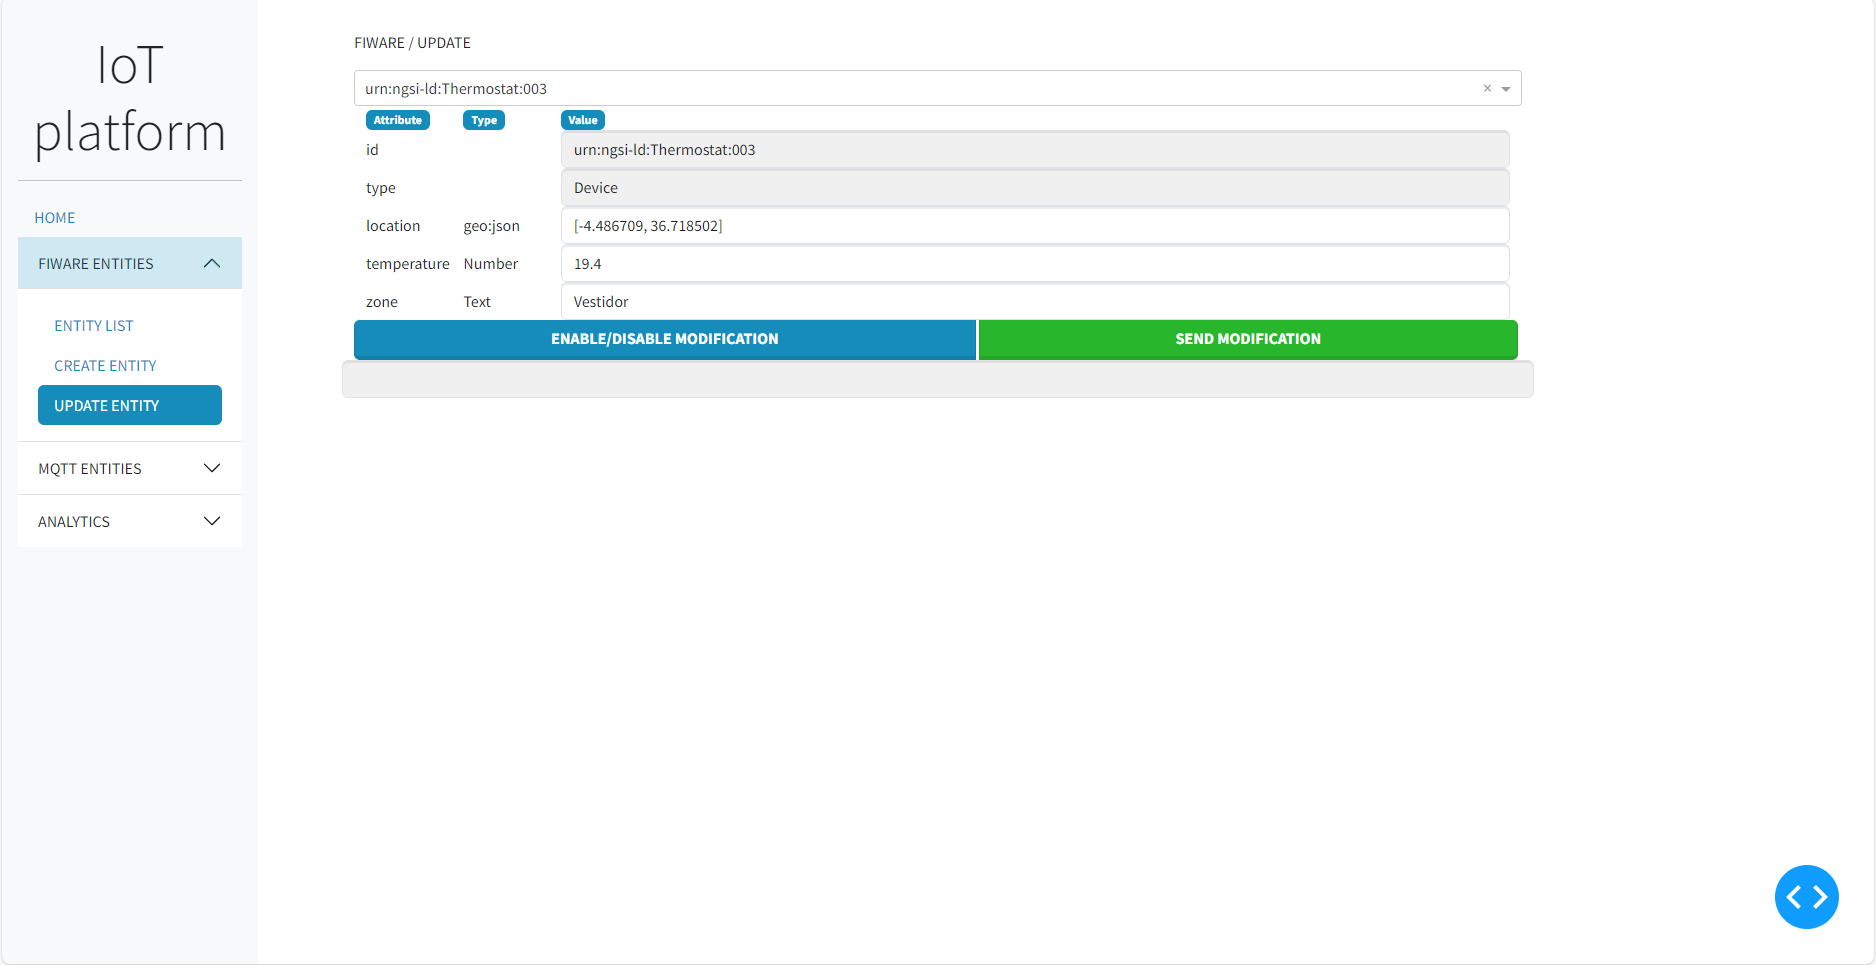 IoT
platform
HOME
FIWARE ENTITIES
ENTITY LIST
CREATE ENTITY
UPDATE ENTITY
MQTT ENTITIES
ANALYTICS
FIWARE / UPDATE
urn:ngsi-ld:Thermostat:003 ×
Attribute Type Value
id urn:ngsi-ld:Thermostat:003
type Device
location geo:json [-4.486709, 36.718502]
temperature Number 19.4
zone Text Vestidor
ENABLE/DISABLE MODIFICATION SEND MODIFICATION